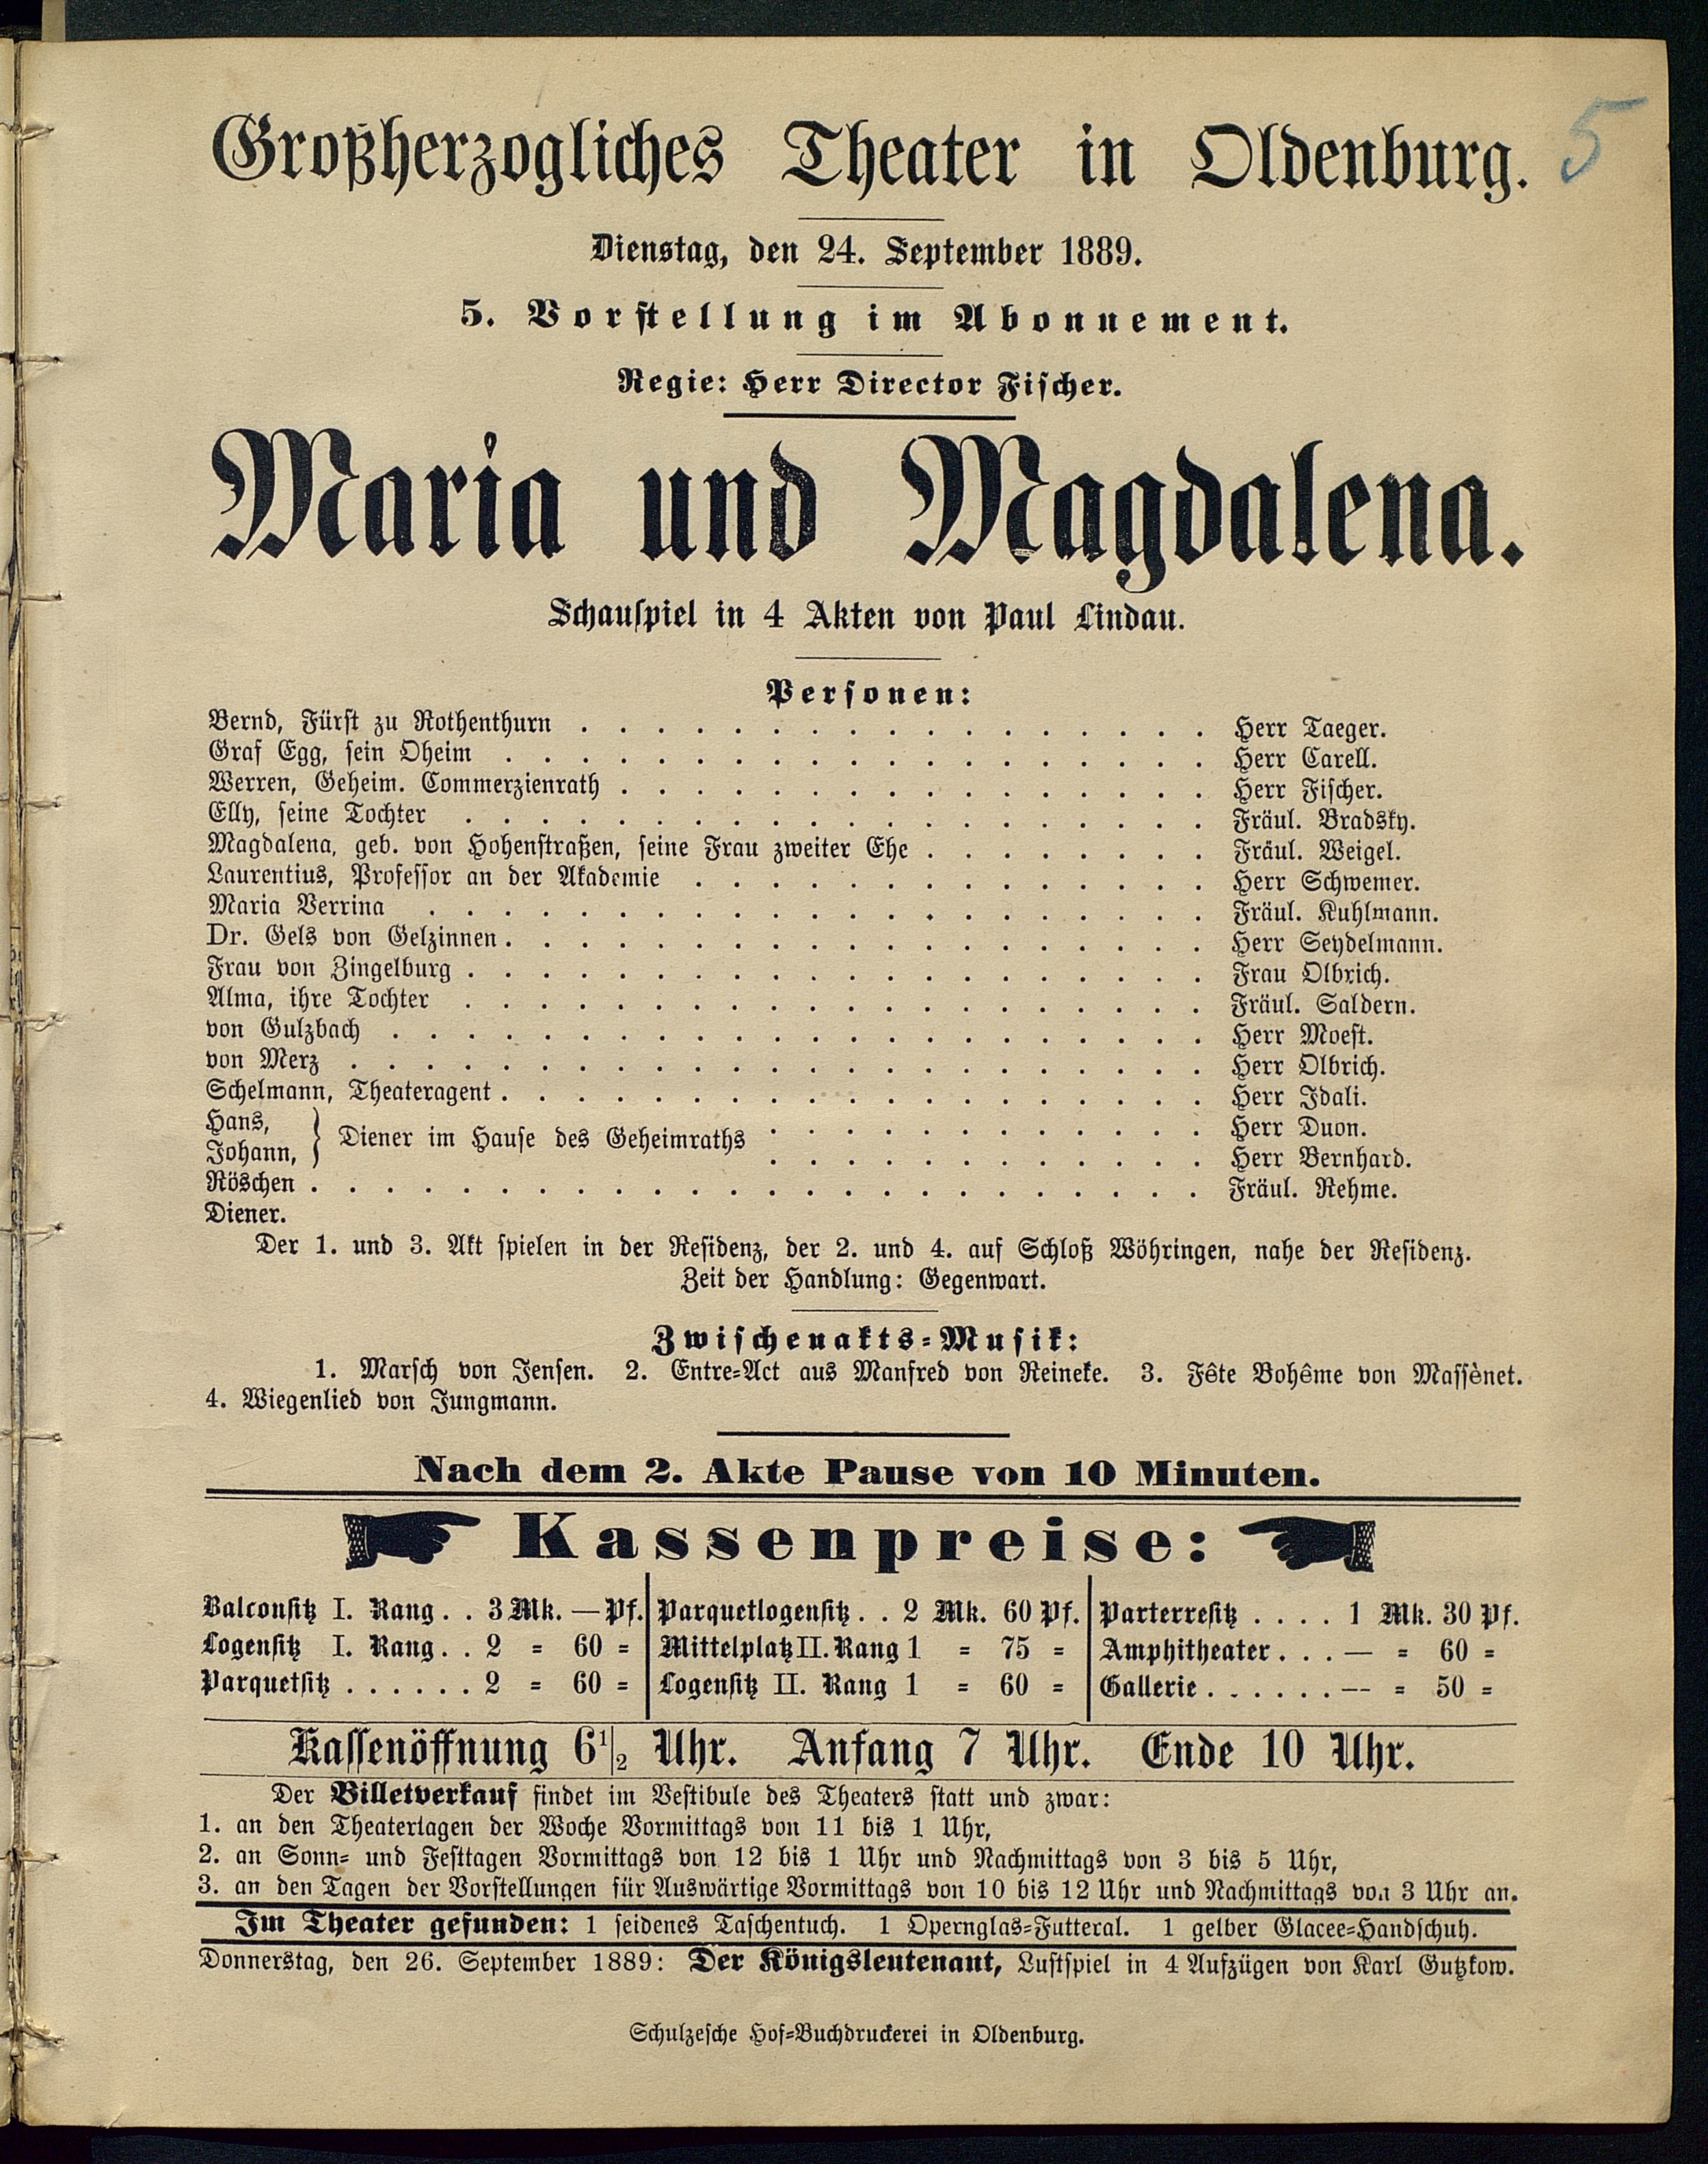 5
Großherzogliches Theater in Oldenburg.
Dienstag, den 24. September 1889.
5. Vorstellung im Abonnement.
Regie: Herr Director Fischer.
Maria und Magdalena.
Schauspiel in 4 Akten von Paul Lindau.
Personen:
Bernd, Fürst zu Rothenthurn . . . . . . . . . . . . . . . . . Herr Taeger.
Graf Egg, sein Oheim . . . . . . . . . . . . . . . . . . . Herr Carell.
Werren, Geheim. Commerzienrath . . . . . . . . . . . . . . . . Herr Fischer.
Elly, seine Tochter . . . . . . . . . . . . . . . . . . . . Fräul. Bradsky.
Magdalena, geb. von Hohenstraßen, seine Frau zweiter Ehe . . . . . . . . Fräul. Weigel.
Laurentius, Professor an der Akademie . . . . . . . . . . . . . . Herr Schwemer.
Maria Verrina . . . . . . . . . . . . . . . . . . . . . Fräul. Kuhlmann.
Dr. Gels von Gelzinnen . . . . . . . . . . . . . . . . . . . Herr Seydelmann.
Frau von Zingelburg . . . . . . . . . . . . . . . . . . . . Frau Olbrich.
Alma, ihre Tochter . . . . . . . . . . . . . . . . . . . . Fräul. Saldern.
von Gulzbach . . . . . . . . . . . . . . . . . . . . . . Herr Moest.
von Merz . . . . . . . . . . . . . . . . . . . . . . . Herr Olbrich.
Schelmann, Theateragent . . . . . . . . . . . . . . . . . . . Herr Idali.
Hans, } Diener im Hause des Geheimraths . . . . . . . . . . . . Herr Duon.
Johann, } . . . . . . . . . . . . Herr Bernhard.
Röschen . . . . . . . . . . . . . . . . . . . . . . . . Fräul. Rehme.
Diener.
Der 1. und 3. Akt spielen in der Residenz, der 2. und 4. auf Schloß Wöhringen, nahe der Residenz.
Zeit der Handlung: Gegenwart.
Zwischenakts-Musik:
1. Marsch von Jensen. 2. Entre-Act aus Manfred von Reineke. 3. Fête Bohême von Massènet.
4. Wiegenlied von Jungmann.
Nach dem 2. Akte Pause von 10 Minuten.
Kassenpreise:
Balconsitz I. Rang . . 3 Mk. — Pf. Parquetlogensitz . . 2 Mk. 60 Pf. Parterresitz . . . . 1 Mk. 30 Pf.
Logensitz I. Rang . . 2 = 60 = Mittelplatz II. Rang 1 = 75 = Amphitheater . . . — = 60 =
Parquetsitz . . . . . . 2 = 60 = Logensitz II. Rang 1 = 60 = Gallerie . . . . . . — = 50 =
Kassenöffnung 6 1/2 Uhr. Anfang 7 Uhr. Ende 10 Uhr.
Der Billetverkauf findet im Vestibule des Theaters statt und zwar:
1. an den Theatertagen der Woche Vormittags von 11 bis 1 Uhr,
2. an Sonn- und Festtagen Vormittags von 12 bis 1 Uhr und Nachmittags von 3 bis 5 Uhr,
3. an den Tagen der Vorstellungen für Auswärtige Vormittags von 10 bis 12 Uhr und Nachmittags von 3 Uhr an.
Im Theater gefunden: 1 seidenes Taschentuch. 1 Opernglas-Futteral. 1 gelber Glacee-Handschuh.
Donnerstag, den 26. September 1889: Der Königsleutenant, Lustspiel in 4 Aufzügen von Karl Gutzkow.
Schulzesche Hof-Buchdruckerei in Oldenburg.